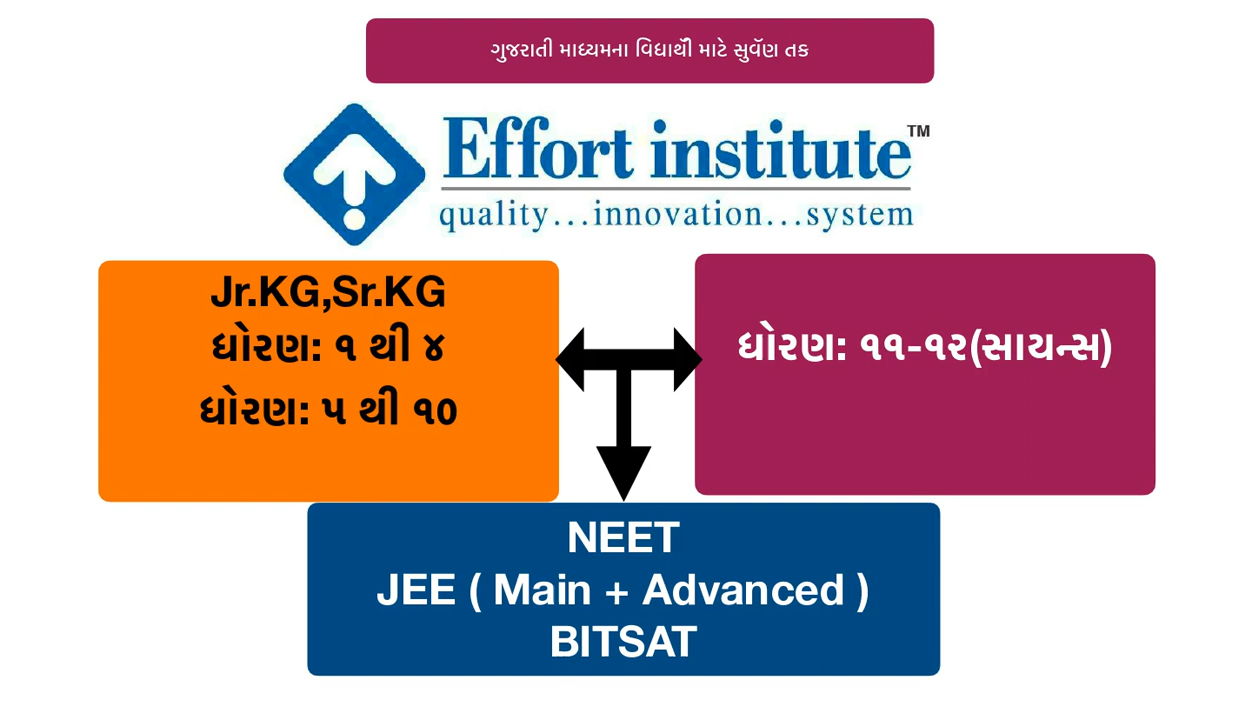 ગુજરાતી માધ્યમના વિદ્યાર્થી માટે સુર્વણ તક
Effort institute™
quality...innovation...system
Jr.KG,Sr.KG
ધોરણ: ૧ થી ૪
ધોરણ: ૫ થી ૧૦
ધોરણ: ૧૧-૧૨(સાયન્સ)
NEET
JEE ( Main + Advanced )
BITSAT